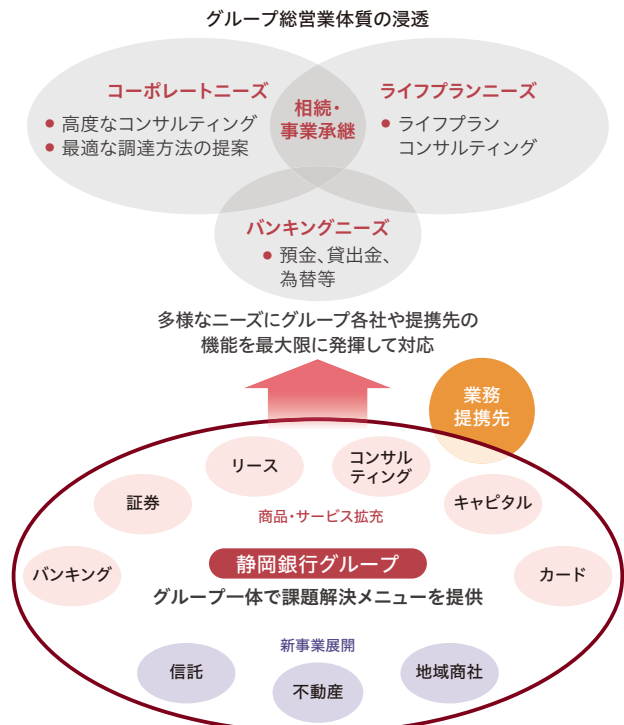 グループ総営業体質の浸透
コーポレートニーズ
● 高度なコンサルティング
● 最適な調達方法の提案
相続・
事業承継
ライフプランニーズ
● ライフプラン
コンサルティング
バンキングニーズ
● 預金、貸出金、
為替等
多様なニーズにグループ各社や提携先の
機能を最大限に発揮して対応
業務
提携先
リース
コンサル
ティング
証券
キャピタル
商品・サービス拡充
バンキング
静岡銀行グループ
カード
グループ一体で課題解決メニューを提供
新事業展開
信託
不動産
地域商社